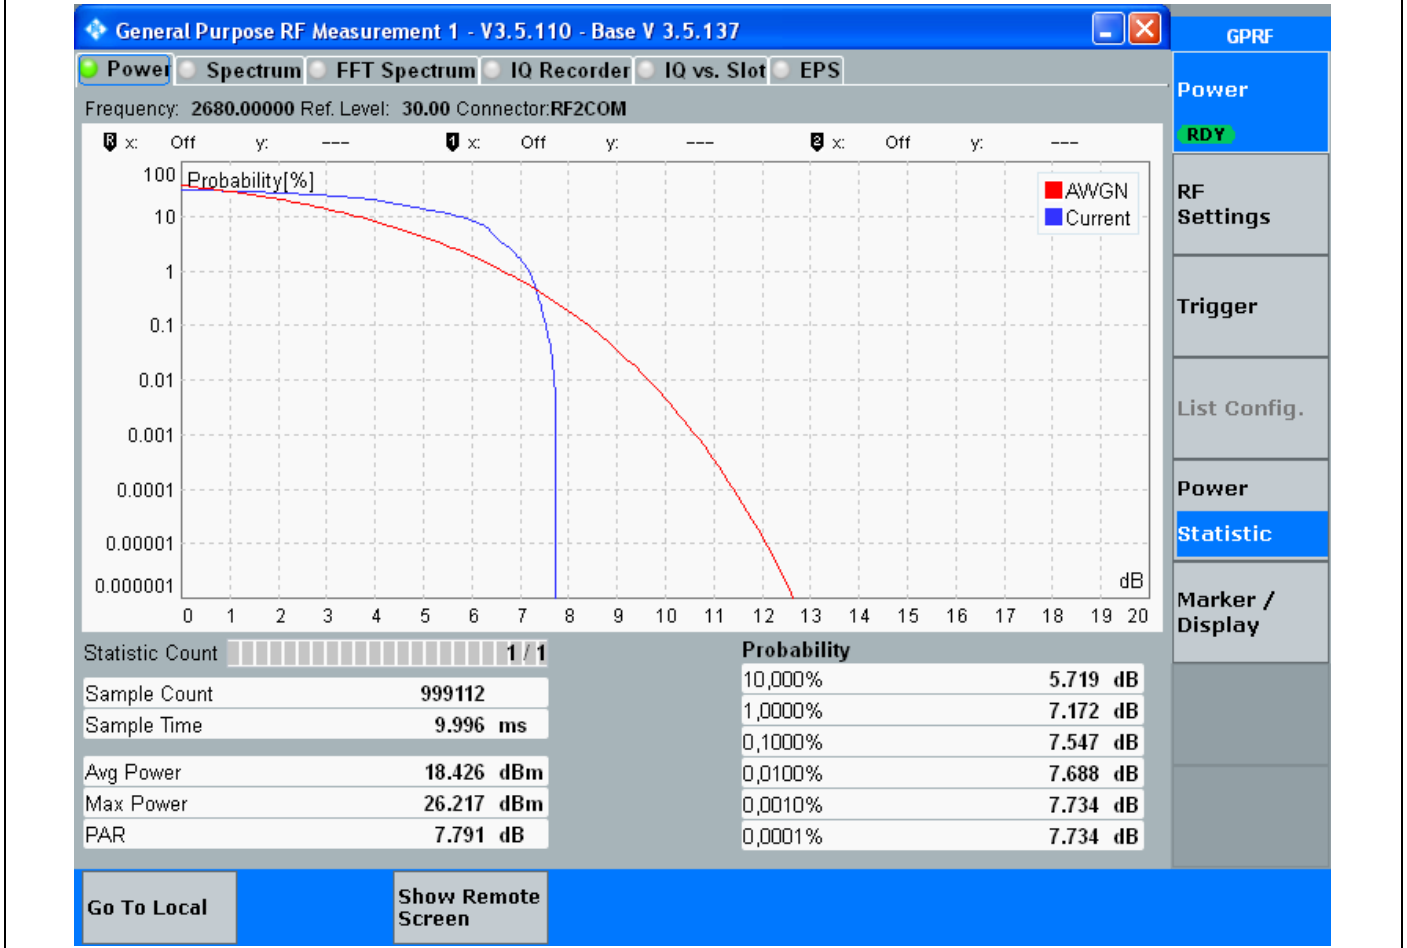 General Purpose RF Measurement 1 - V3.5.110 - Base V 3.5.137
GPRF
Power Spectrum FFT Spectrum IQ Recorder IQ vs. Slot EPS
Frequency: 2680.00000 Ref. Level: 30.00 Connector:RF2COM
R x: Off y: --- 1 x: Off y: --- 2 x: Off y: ---
Probability[%]
100
10
1
0.1
0.01
0.001
0.0001
0.00001
0.000001
AWGN
Current
dB
0 1 2 3 4 5 6 7 8 9 10 11 12 13 14 15 16 17 18 19 20
Statistic Count 1 / 1
Sample Count 999112
Sample Time 9.996 ms
Avg Power 18.426 dBm
Max Power 26.217 dBm
PAR 7.791 dB
Probability
10,000% 5.719 dB
1,0000% 7.172 dB
0,1000% 7.547 dB
0,0100% 7.688 dB
0,0010% 7.734 dB
0,0001% 7.734 dB
Power
RDY
RF
Settings
Trigger
List Config.
Power
Statistic
Marker /
Display
Go To Local
Show Remote
Screen